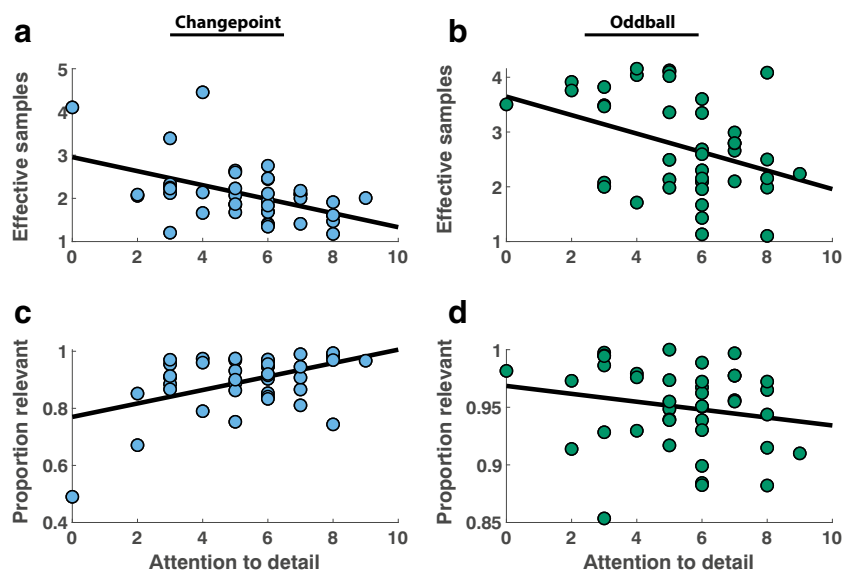 Changepoint
Oddball
a
b
Effective samples
5
4
3
2
1
0 2 4 6 8 10
Effective samples
4
3
2
1
0 2 4 6 8 10
c
d
Proportion relevant
1
0.8
0.6
0.4
0 2 4 6 8 10
Attention to detail
Proportion relevant
1
0.95
0.9
0.85
0 2 4 6 8 10
Attention to detail